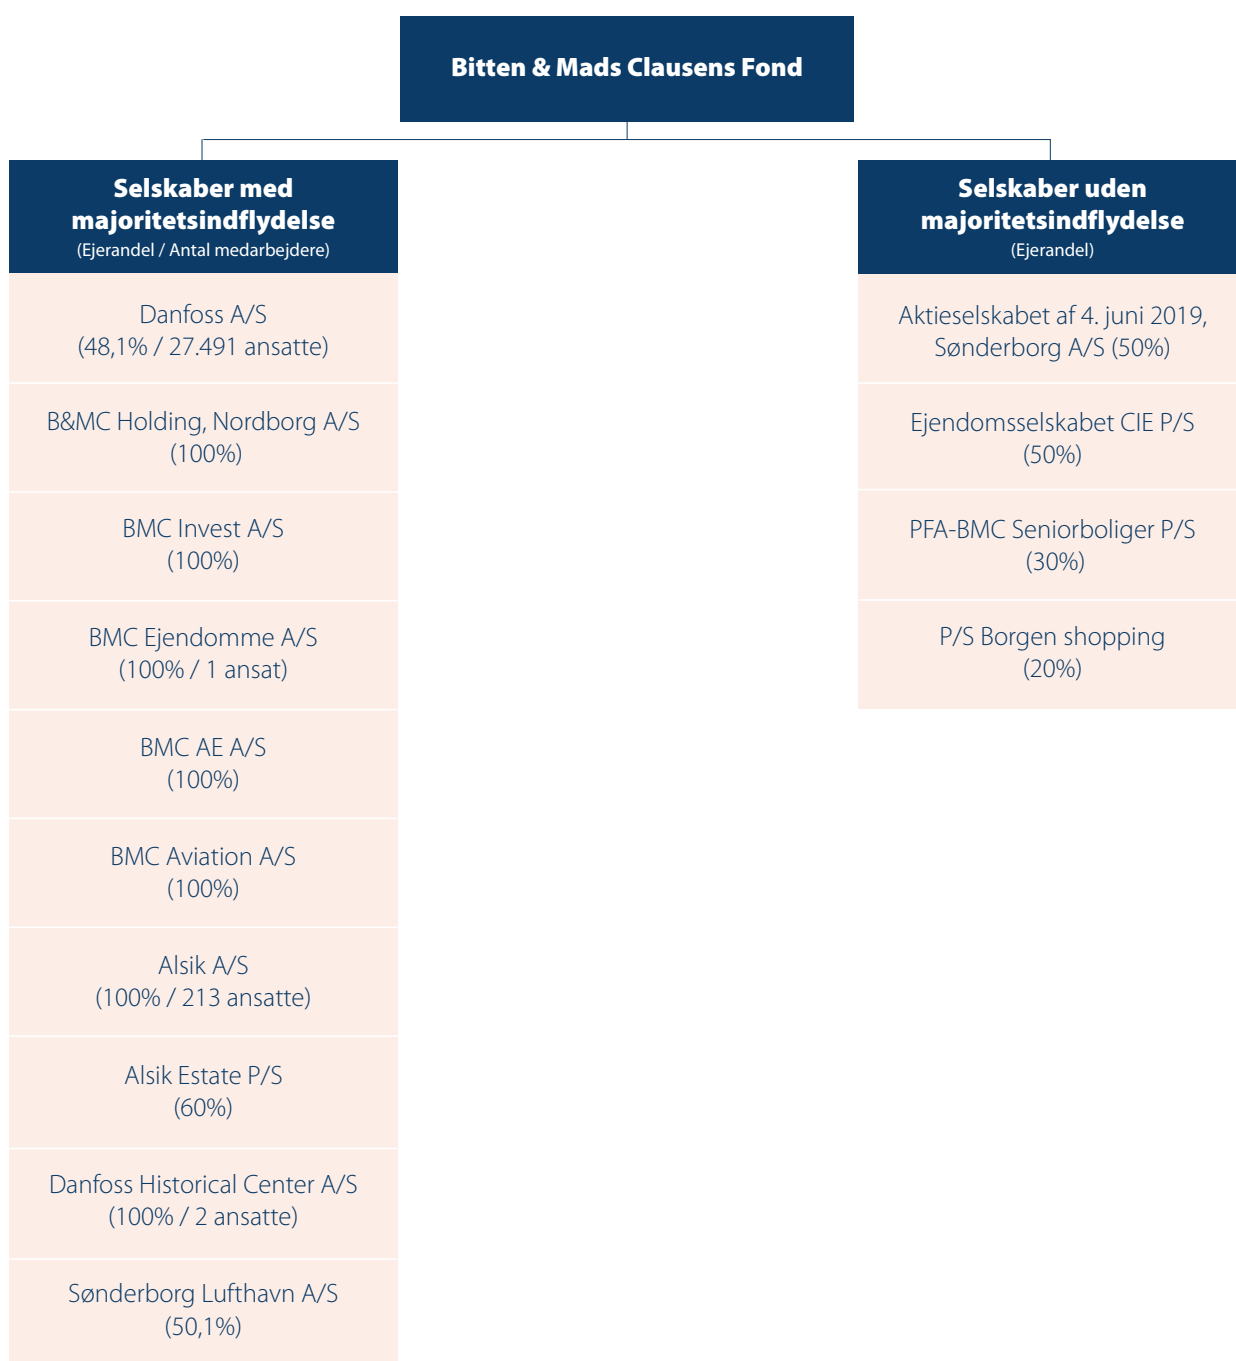 Bitten & Mads Clausens Fond
Selskaber med
majoritetsindflydelse
(Ejerandel / Antal medarbejdere)
Danfoss A/S
(48,1% / 27.491 ansatte)
B&MC Holding, Nordborg A/S
(100%)
BMC Invest A/S
(100%)
BMC Ejendomme A/S
(100% / 1 ansat)
BMC AE A/S
(100%)
BMC Aviation A/S
(100%)
Alsik A/S
(100% / 213 ansatte)
Alsik Estate P/S
(60%)
Danfoss Historical Center A/S
(100% / 2 ansatte)
Sønderborg Lufthavn A/S
(50,1%)
Selskaber uden
majoritetsindflydelse
(Ejerandel)
Aktieselskabet af 4. juni 2019,
Sønderborg A/S (50%)
Ejendomsselskabet CIE P/S
(50%)
PFA-BMC Seniorboliger P/S
(30%)
P/S Borgen shopping
(20%)